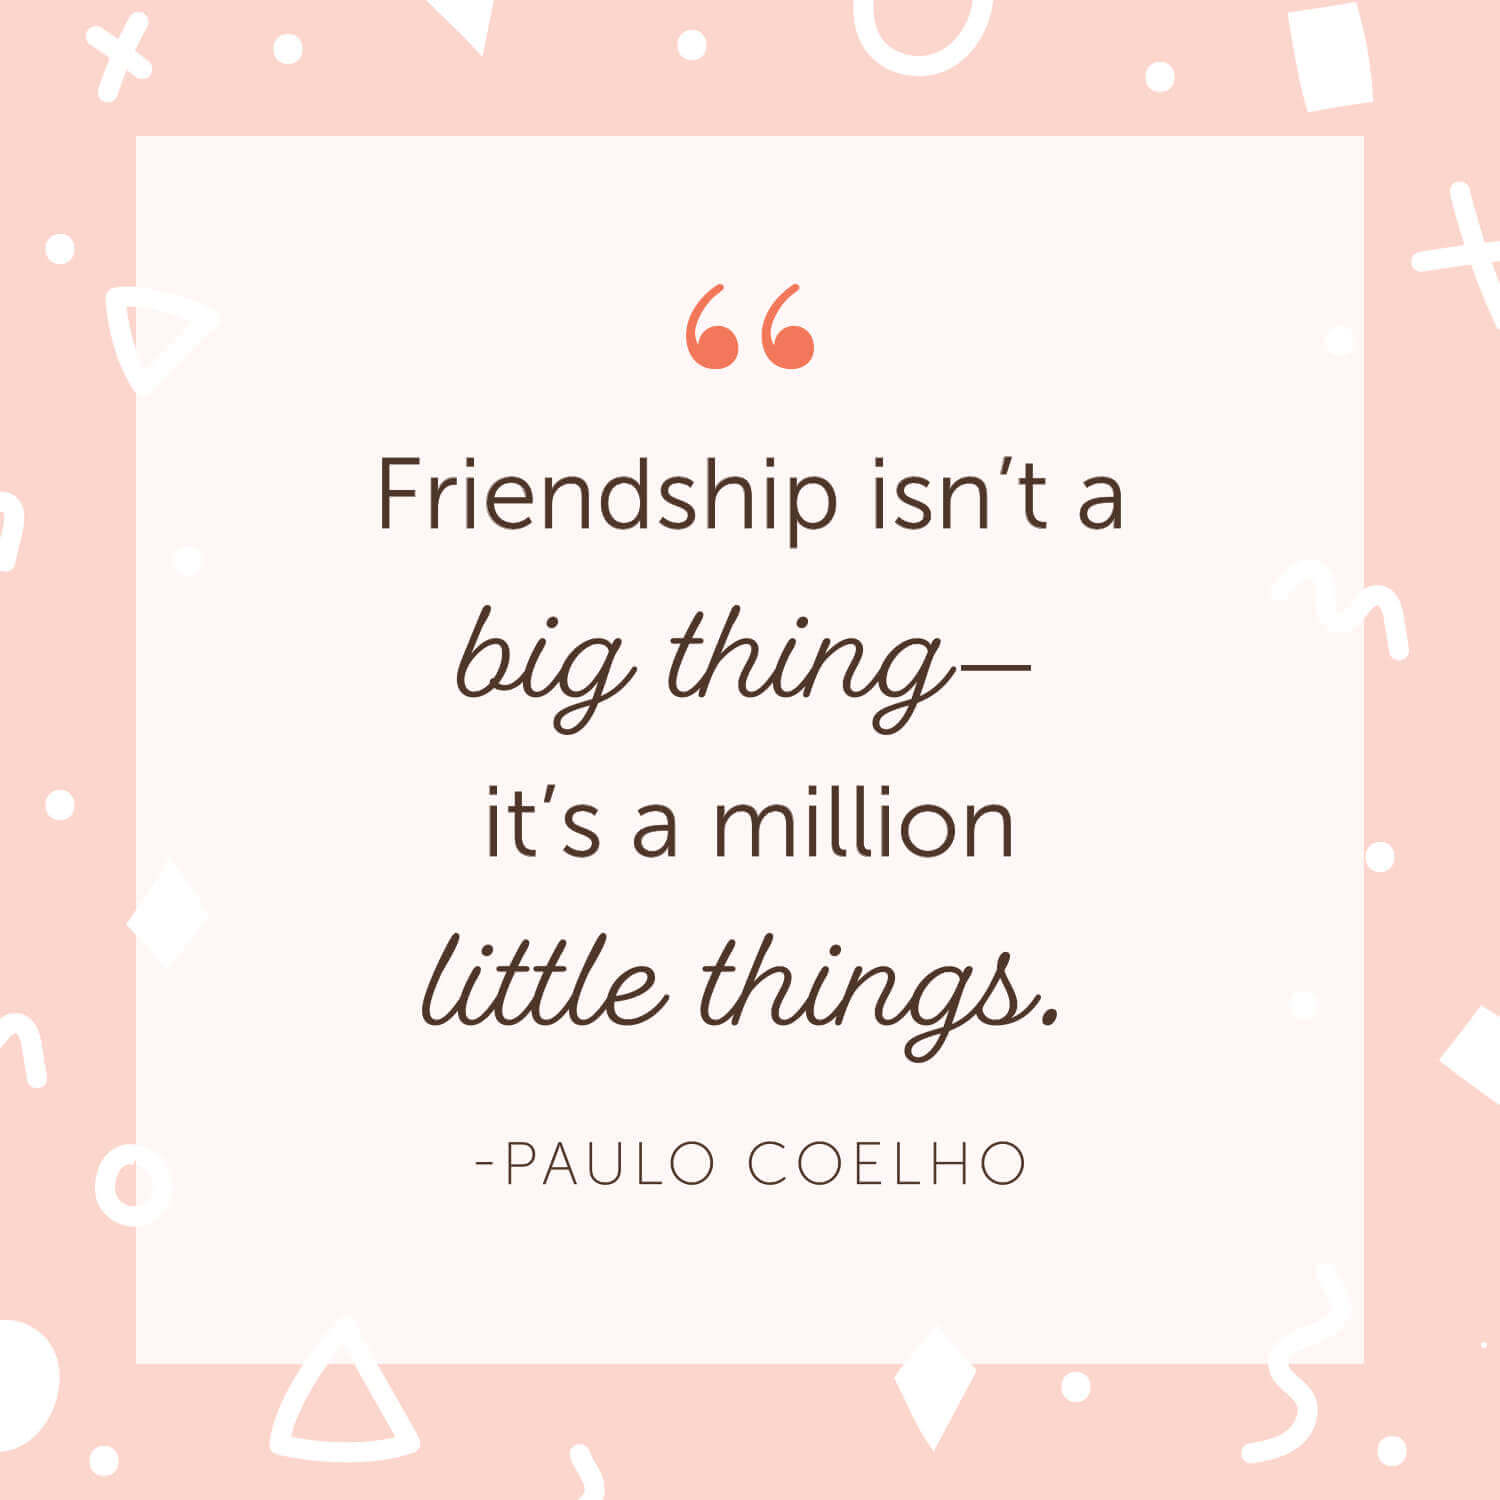 “
Friendship isn’t a
big thing—
it’s a million
little things.
-PAULO COELHO